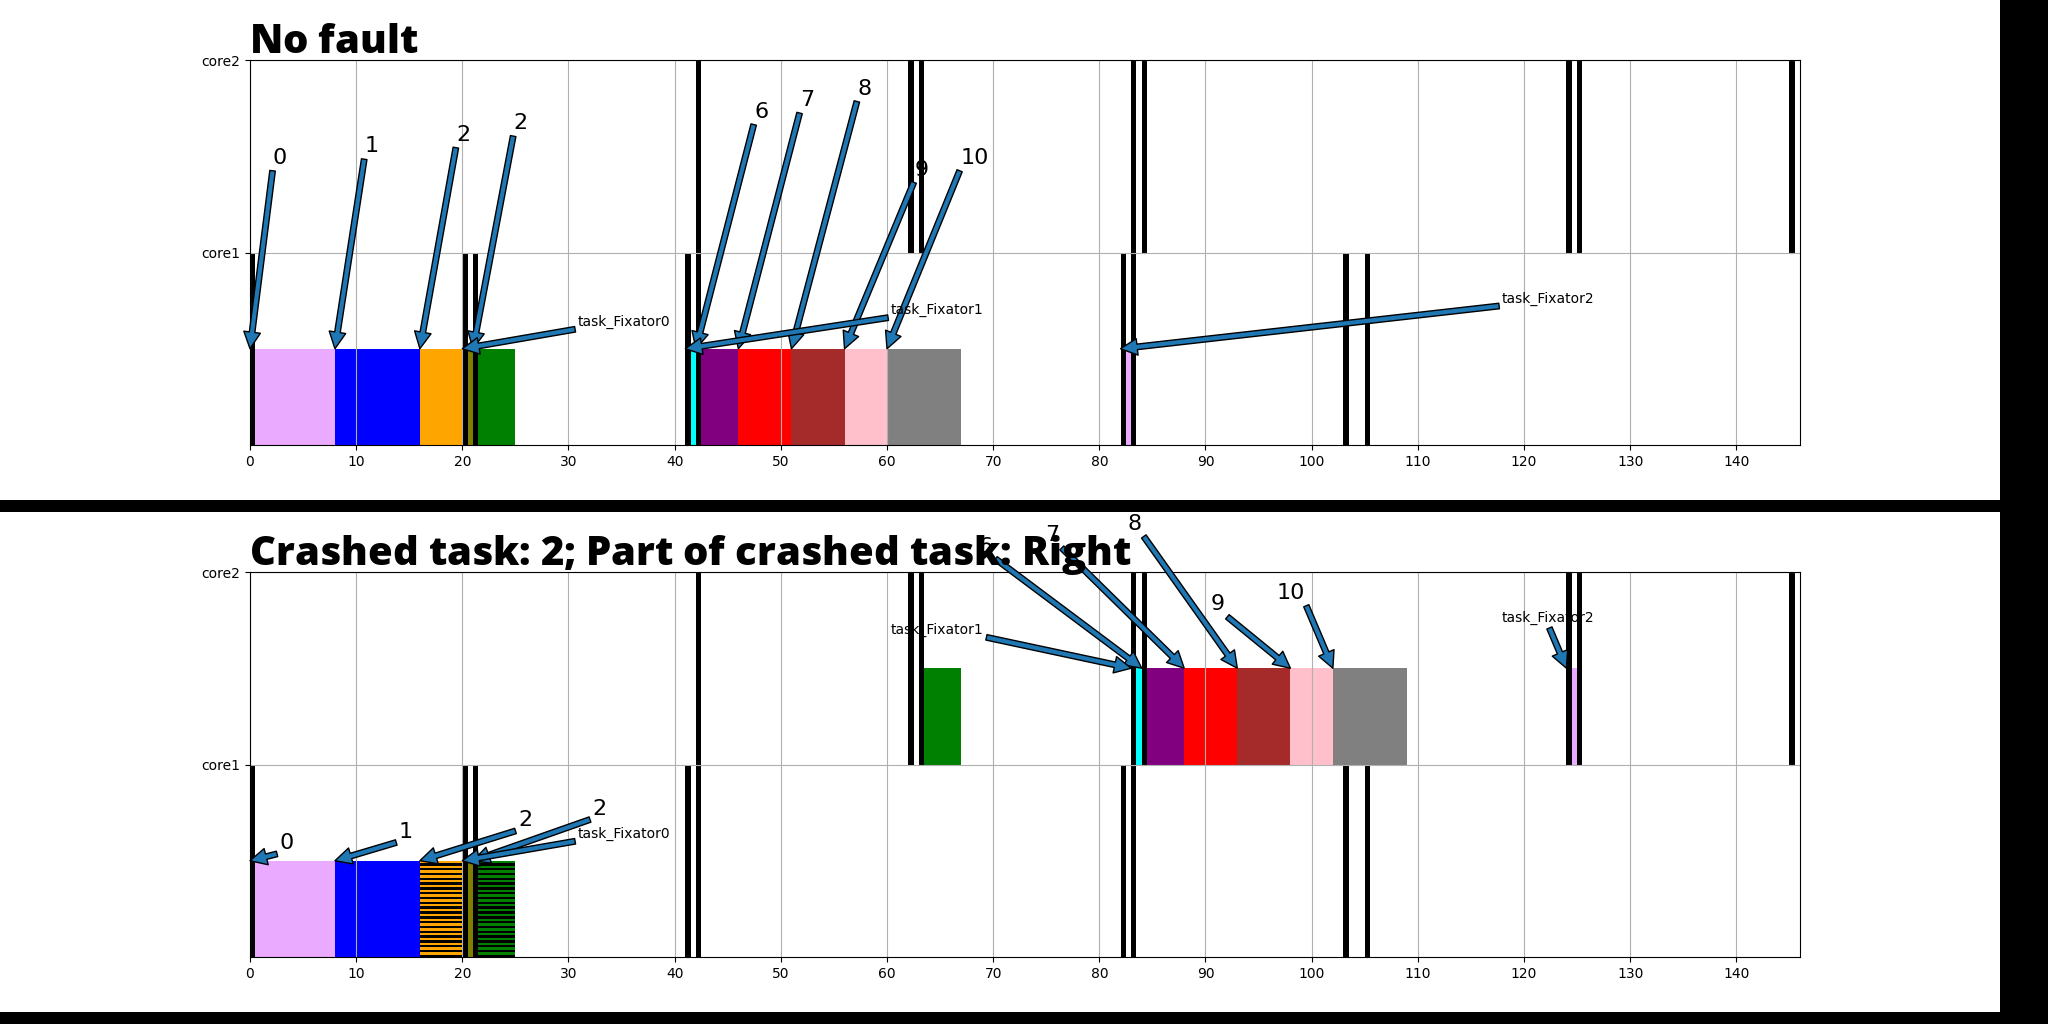 No fault
core2
8
7
6
2
2
1
0
9
10
core1
task_Fixator2
task_Fixator1
task_Fixator0
0 10 20 30 40 50 60 70 80 90 100 110 120 130 140
8
7
6
Crashed task: 2; Part of crashed task: Right
core2
10
9
task_Fixator2
task_Fixator1
core1
2
2
1
0
task_Fixator0
0 10 20 30 40 50 60 70 80 90 100 110 120 130 140